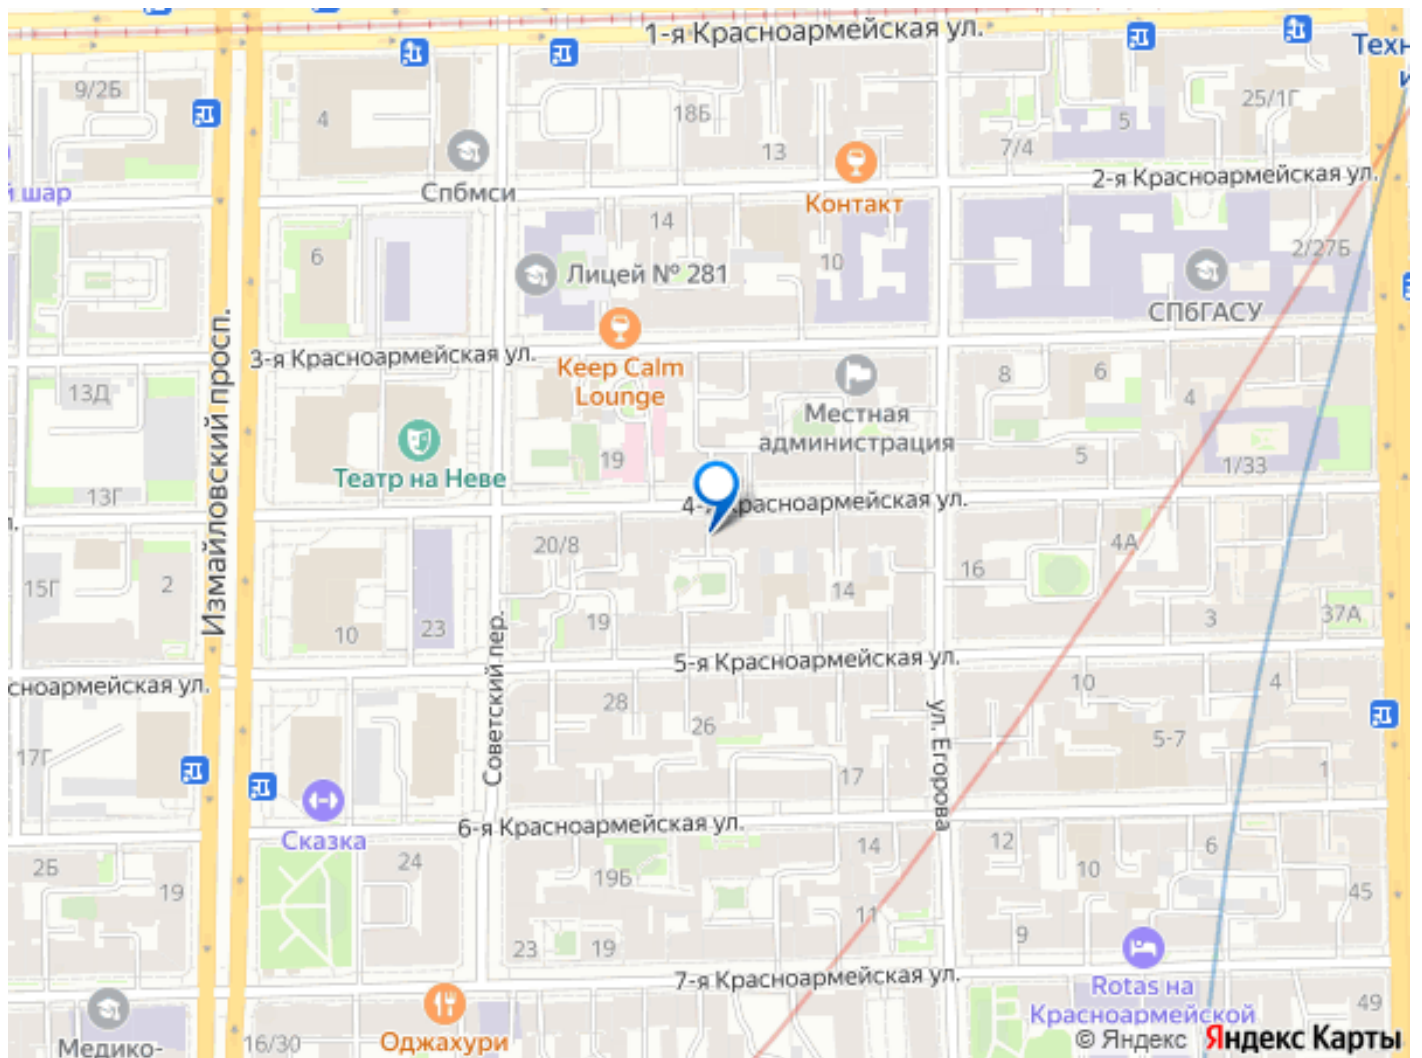 1-я Красноармейская ул.
Техн
и
9/2Б
4
18Б
13
7/4
5
25/1Г
Спбмси
Контакт
2-я Красноармейская ул.
й шар
6
14
10
2/27Б
Лицей № 281
СПбГАСУ
3-я Красноармейская ул.
Keep Calm
Lounge
Местная
администрация
13Д
8
6
4
Измайловский просп.
Театр на Неве
19
5
1/33
13Г
4-я Красноармейская ул.
л.
20/8
4А
15Г
2
16
14
10
23
19
3
37А
Советский пер.
5-я Красноармейская ул.
сноармейская ул.
28
26
10
4
ул. Егорова
17Г
5-7
1
17
Сказка
6-я Красноармейская ул.
2Б
19
24
19Б
14
12
10
6
45
11
23
19
9
7-я Красноармейская ул.
Rotas на
Красноармейской
49
Медико-
16/30
Оджахури
© Яндекс Яндекс Карты